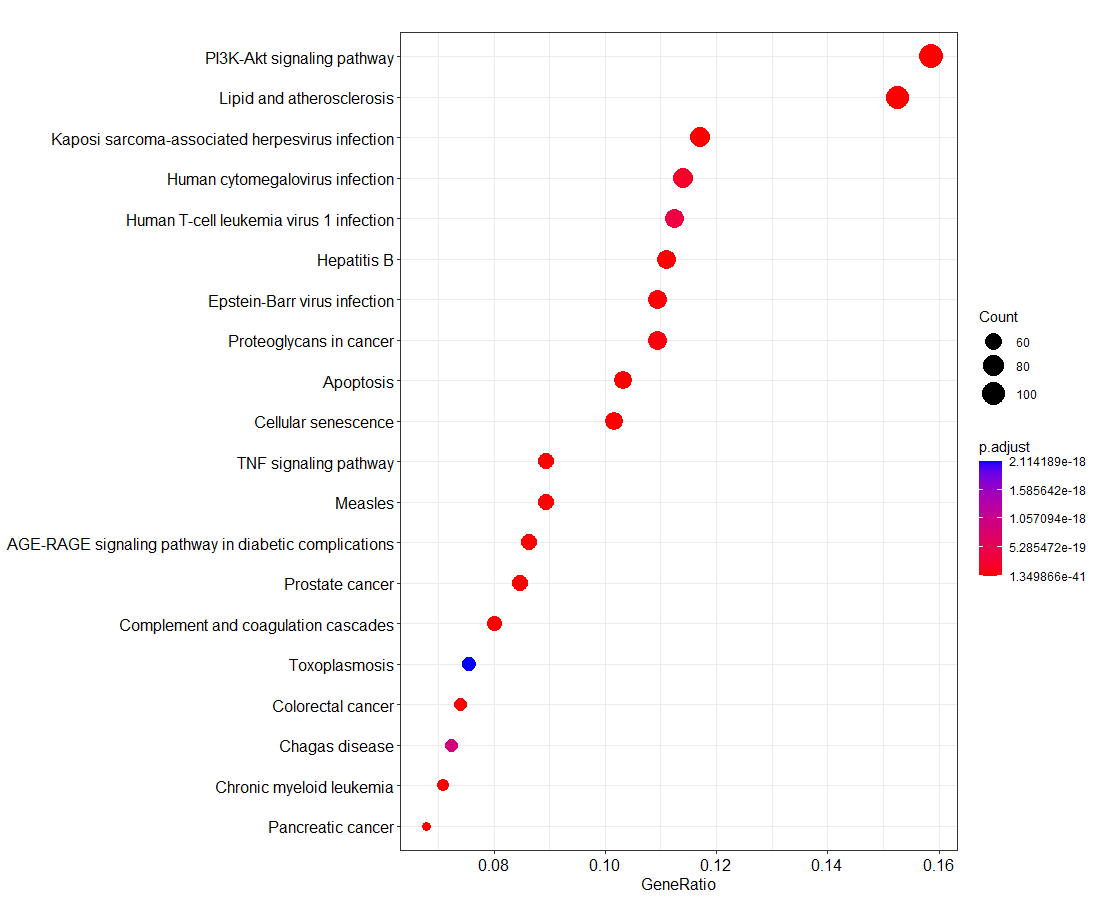 PI3K-Akt signaling pathway
Lipid and atherosclerosis
Kaposi sarcoma-associated herpesvirus infection
Human cytomegalovirus infection
Human T-cell leukemia virus 1 infection
Hepatitis B
Epstein-Barr virus infection
Proteoglycans in cancer
Apoptosis
Cellular senescence
TNF signaling pathway
Measles
AGE-RAGE signaling pathway in diabetic complications
Prostate cancer
Complement and coagulation cascades
Toxoplasmosis
Colorectal cancer
Chagas disease
Chronic myeloid leukemia
Pancreatic cancer
0.08 0.10 0.12 0.14 0.16
GeneRatio
Count
60
80
100
p.adjust
2.114189e-18
1.585642e-18
1.057094e-18
5.285472e-19
1.349866e-41